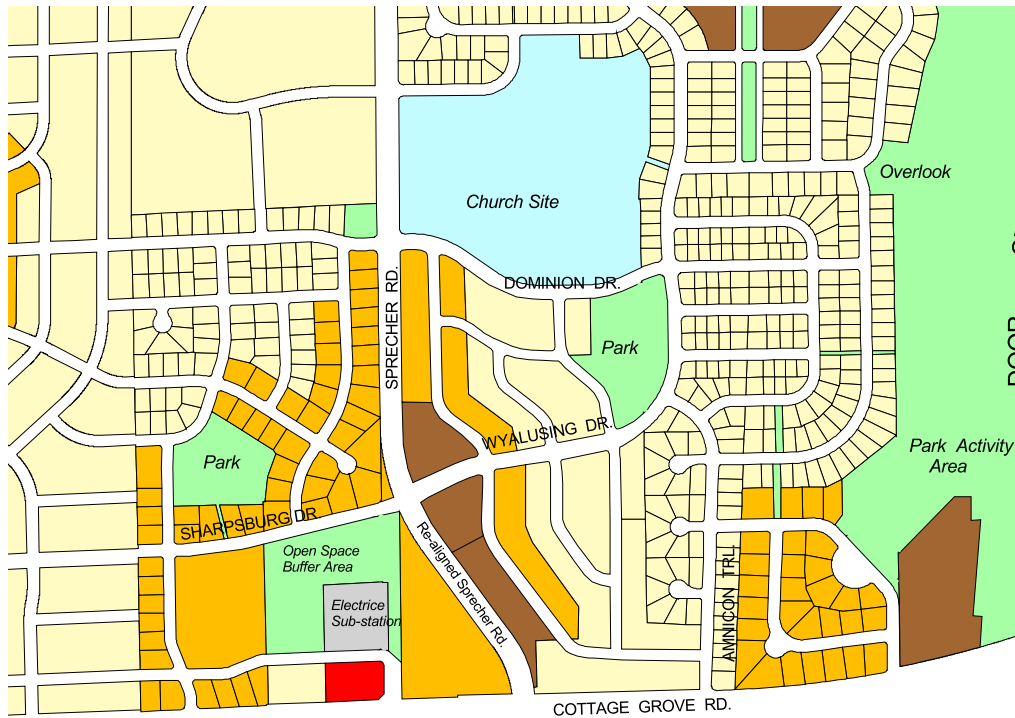 Overlook
Church Site
DOMINION DR.
SPRECHER RD.
Park
WYALUSING DR.
Park
Park Activity
Area
SHARPSBURG DR.
Open Space
Buffer Area
Re-aligned Sprecher Rd.
Electrice
Sub-station
AMNICON TRL.
COTTAGE GROVE RD.